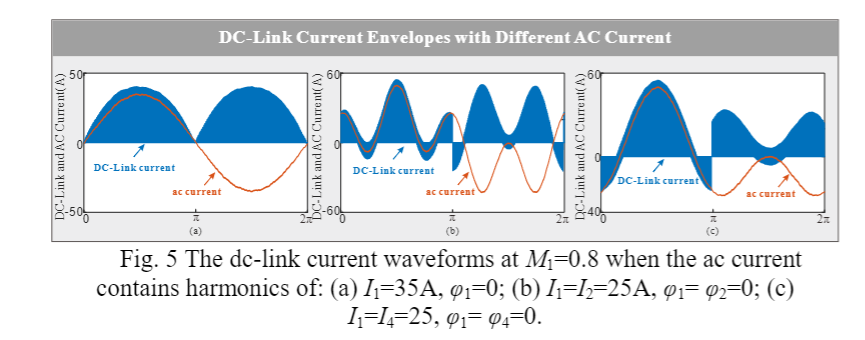 DC-Link Current Envelopes with Different AC Current
DC-Link and AC Current(A)
50
0
-50
DC-Link current
ac current
0
π
2π
(a)
DC-Link and AC Current(A)
60
0
-60
DC-Link current
ac current
0
π
2π
(b)
DC-Link and AC Current(A)
60
0
-40
DC-Link current
ac current
0
π
2π
(c)
Fig. 5 The dc-link current waveforms at M₁=0.8 when the ac current
contains harmonics of: (a) I₁=35A, φ₁=0; (b) I₁=I₂=25A, φ₁= φ₂=0; (c)
I₁=I₄=25, φ₁= φ₄=0.